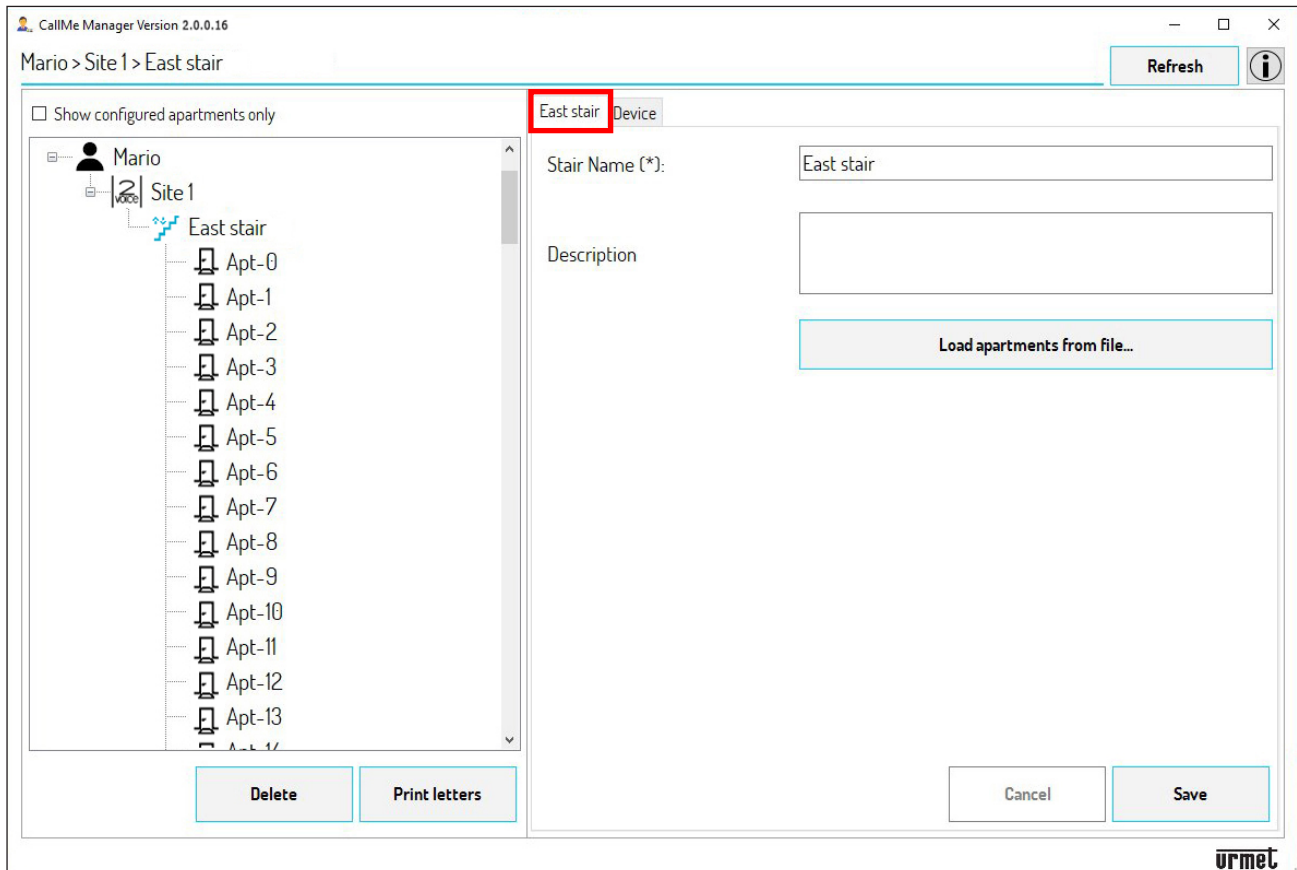 CallMe Manager Version 2.0.0.16
Mario > Site 1 > East stair
Refresh
i
Show configured apartments only
Mario
2 voice
Site 1
East stair
Apt-0
Apt-1
Apt-2
Apt-3
Apt-4
Apt-5
Apt-6
Apt-7
Apt-8
Apt-9
Apt-10
Apt-11
Apt-12
Apt-13
Delete
Print letters
East stair
Device
Stair Name (*):
East stair
Description
Load apartments from file...
Cancel
Save
urmet